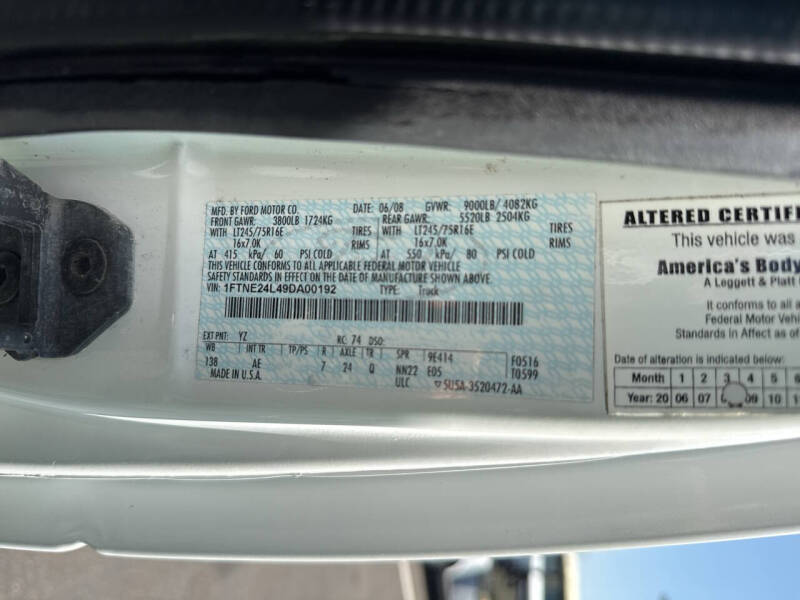 MFD. BY FORD MOTOR CO. DATE: 06/08 GVWR: 9000LB/ 4082KG
FRONT GAWR: 3800LB 1724KG REAR GAWR: 5520LB 2504KG
WITH LT245/75R16E TIRES WITH LT245/75R16E TIRES
16x7.0K RIMS 16x7.0K RIMS
AT 415 kPa/ 60 PSI COLD AT 550 kPa/ 80 PSI COLD
THIS VEHICLE CONFORMS TO ALL APPLICABLE FEDERAL MOTOR VEHICLE
SAFETY STANDARDS IN EFFECT ON THE DATE OF MANUFACTURE SHOWN ABOVE.
VIN: 1FTNE24L49DA00192 TYPE: Truck
EXT PNT: YZ RC: 74 DSO:
WB INT TR TP/PS R AXLE TR SPR 9E414 F0516
138 AE 7 24 Q NN22 E05 T0599
MADE IN U.S.A. ULC 5U5A-3520472-AA
ALTERED CERTIF
This vehicle was
America's Body
A Leggett & Platt
It conforms to all
Federal Motor Vehi
Standards in Affect as of
Date of alteration is indicated below:
Month 1 2 3 4 5 6
Year: 20 06 07 09 10 1